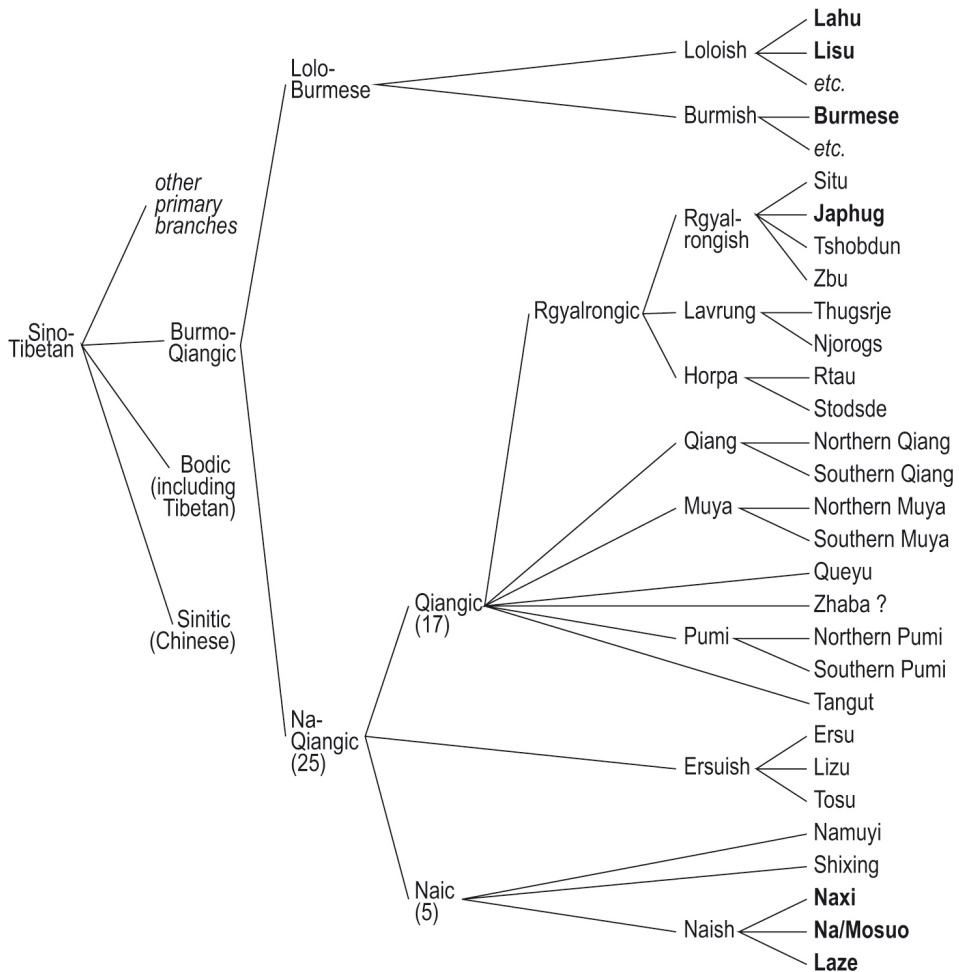 Lahu
Lolo-
Burmese
Loloish
Lisu
etc.
Burmish
Burmese
etc.
other
primary
branches
Situ
Rgyal-
rongish
Japhug
Tshobdun
Zbu
Sino-
Tibetan
Burmo-
Qiangic
Rgyalrongic
Lavrung
Thugsrje
Njorogs
Horpa
Rtau
Stodsde
Bodic
(including
Tibetan)
Qiang
Northern Qiang
Southern Qiang
Muya
Northern Muya
Southern Muya
Queyu
Sinitic
(Chinese)
Qiangic
(17)
Zhaba ?
Pumi
Northern Pumi
Southern Pumi
Tangut
Na-
Qiangic
(25)
Ersu
Ersuish
Lizu
Tosu
Namuyi
Shixing
Naic
(5)
Naxi
Naish
Na/Mosuo
Laze